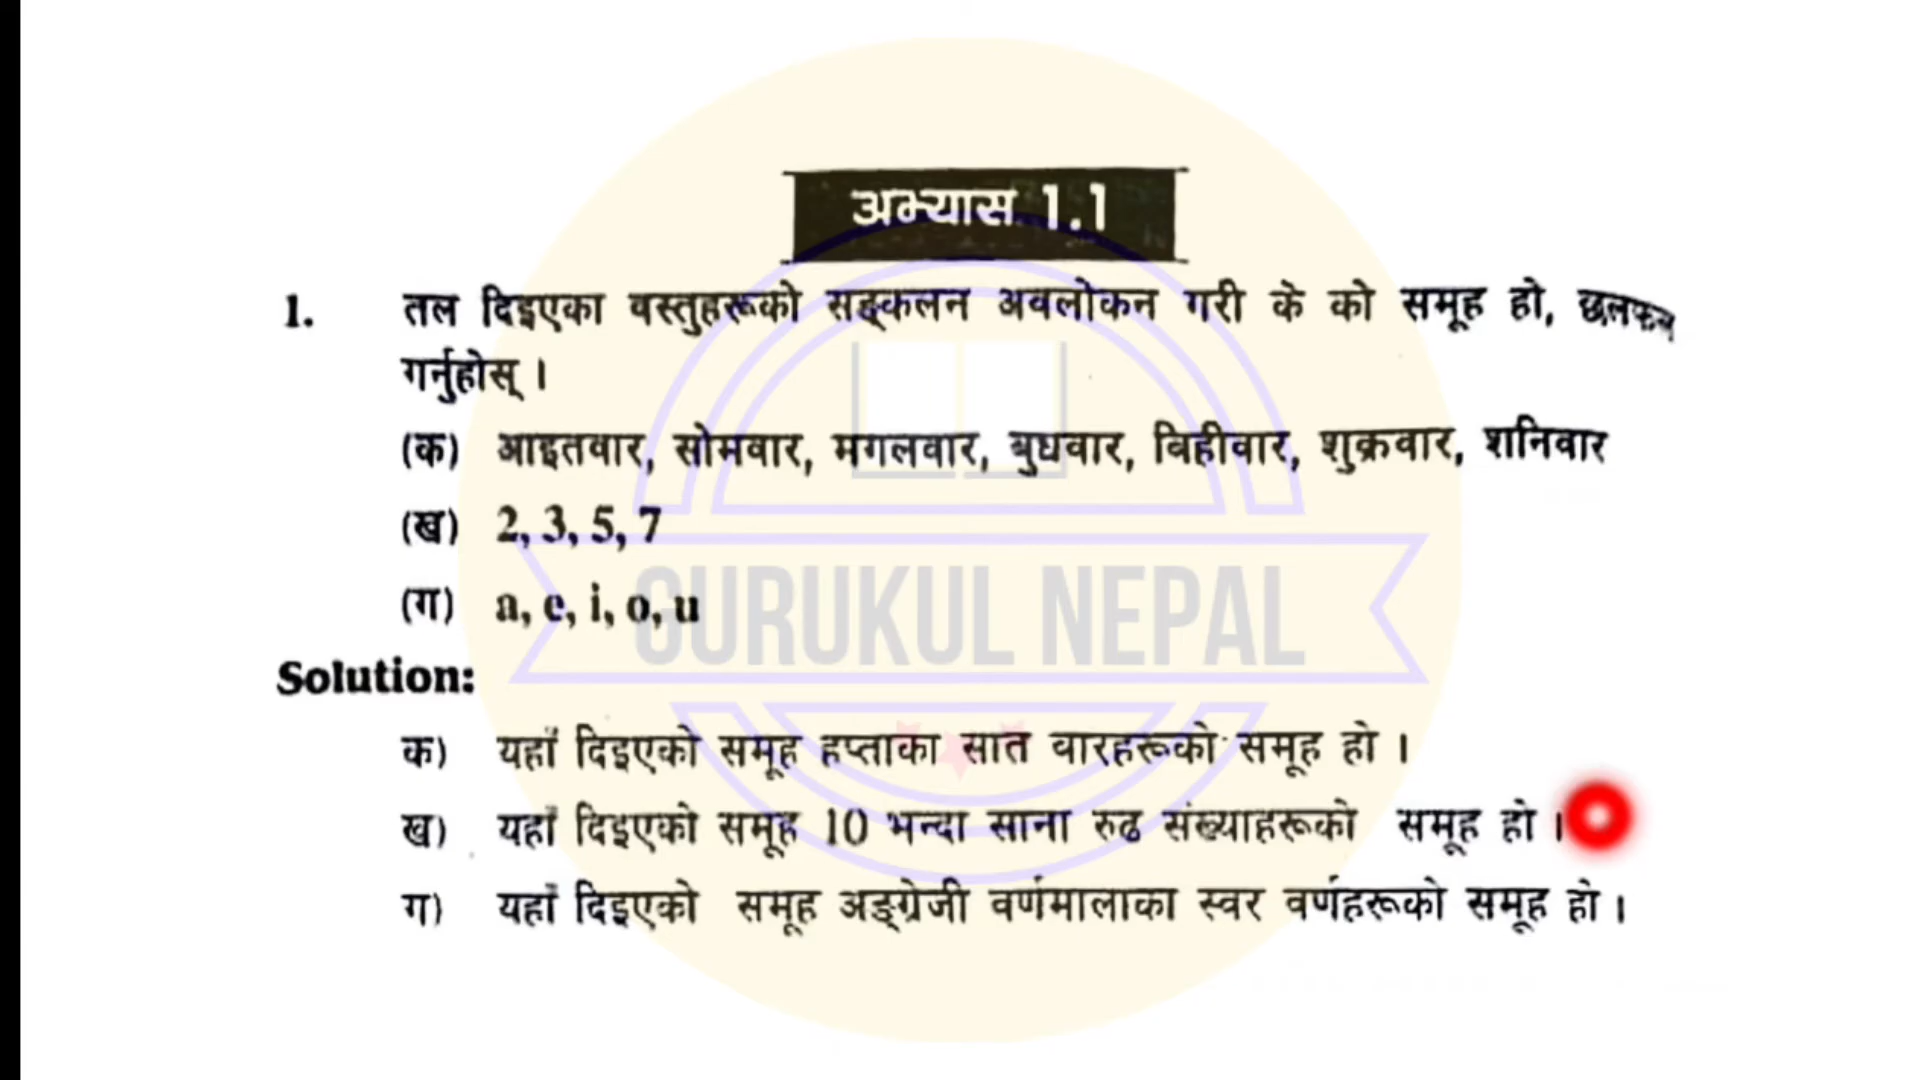 अभ्यास 1.1
1. तल दिइएका वस्तुहरूको सङ्कलन अवलोकन गरी के को समूह हो, छलफल
गर्नुहोस् ।
(क) आइतवार, सोमवार, मगलवार, बुधवार, बिहीवार, शुक्रवार, शनिवार
(ख) 2, 3, 5, 7
(ग) a, e, i, o, u
GURUKUL NEPAL
Solution:
क) यहाँ दिइएको समूह हप्ताका सात वारहरूको समूह हो ।
ख) यहाँ दिइएको समूह 10 भन्दा साना रुढ संख्याहरूको समूह हो ।
ग) यहाँ दिइएको समूह अङ्ग्रेजी वर्णमालाका स्वर वर्णहरूको समूह हो ।